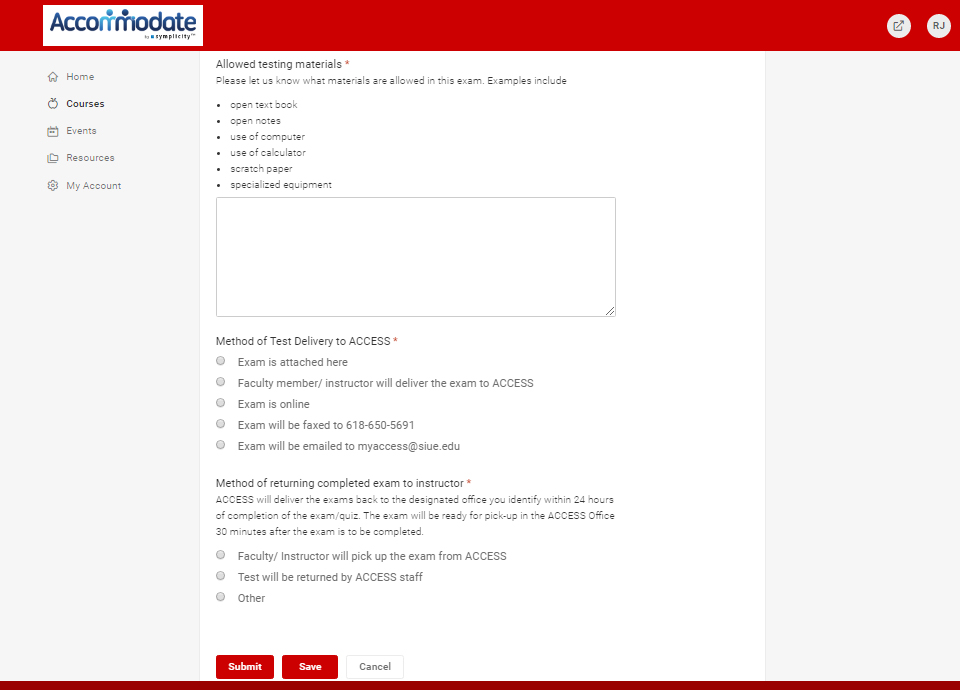 Accommodate
by symplicity™
RJ
Home
Courses
Events
Resources
My Account
Allowed testing materials *
Please let us know what materials are allowed in this exam. Examples include
• open text book
• open notes
• use of computer
• use of calculator
• scratch paper
• specialized equipment
Method of Test Delivery to ACCESS *
Exam is attached here
Faculty member/ instructor will deliver the exam to ACCESS
Exam is online
Exam will be faxed to 618-650-5691
Exam will be emailed to myaccess@siue.edu
Method of returning completed exam to instructor *
ACCESS will deliver the exams back to the designated office you identify within 24 hours
of completion of the exam/quiz. The exam will be ready for pick-up in the ACCESS Office
30 minutes after the exam is to be completed.
Faculty/ Instructor will pick up the exam from ACCESS
Test will be returned by ACCESS staff
Other
Submit Save Cancel